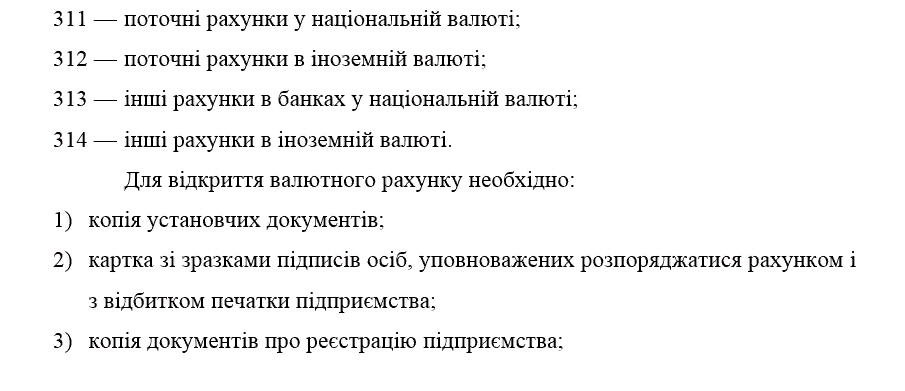 311 — поточні рахунки у національній валюті;
312 — поточні рахунки в іноземній валюті;
313 — інші рахунки в банках у національній валюті;
314 — інші рахунки в іноземній валюті.
Для відкриття валютного рахунку необхідно:
1) копія установчих документів;
2) картка зі зразками підписів осіб, уповноважених розпоряджатися рахунком і
з відбитком печатки підприємства;
3) копія документів про реєстрацію підприємства;